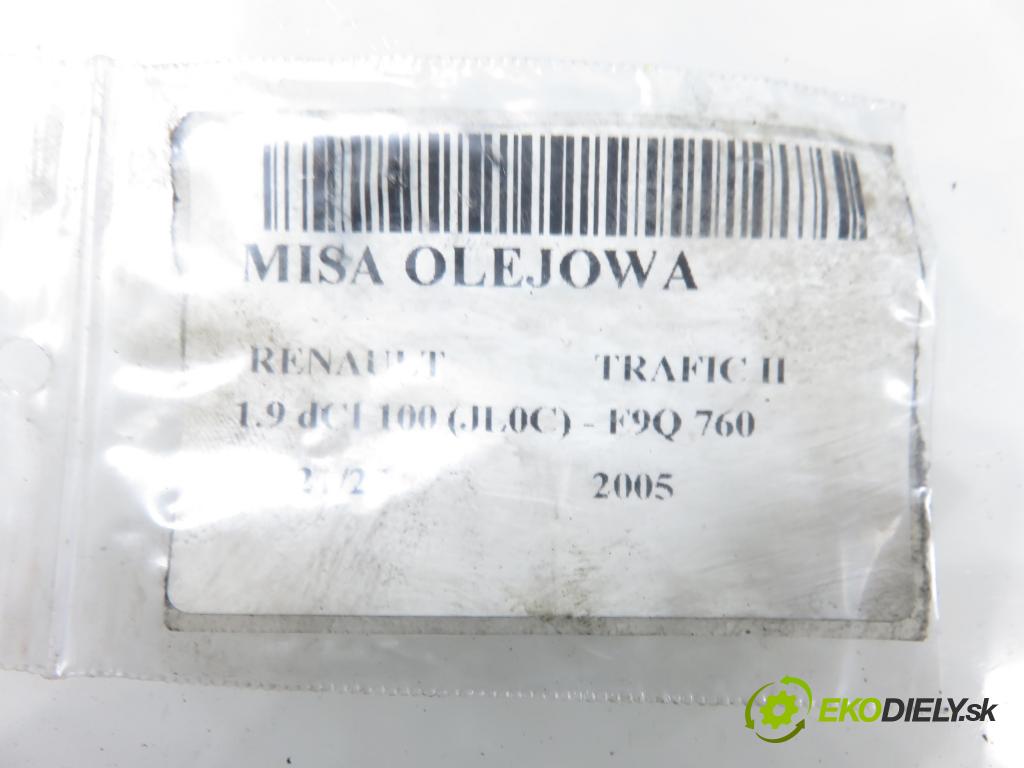 MISA OLEJOWA
RENAULT TRAFIC II
1.9 dCI 100 (JL0C) - F9Q 760
2005
EKODIELY.sk